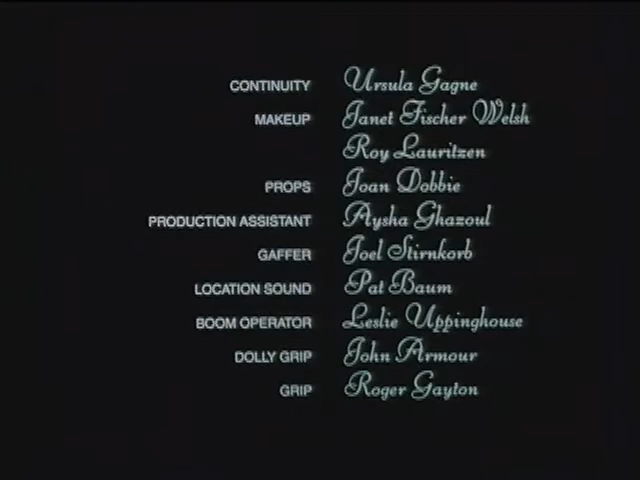 CONTINUITY Ursula Gagne
MAKEUP Janet Fischer Welsh
Roy Lauritzen
PROPS Joan Dobbie
PRODUCTION ASSISTANT Aysha Ghazoul
GAFFER Joel Stirnkorb
LOCATION SOUND Pat Baum
BOOM OPERATOR Leslie Uppinghouse
DOLLY GRIP John Armour
GRIP Roger Gayton